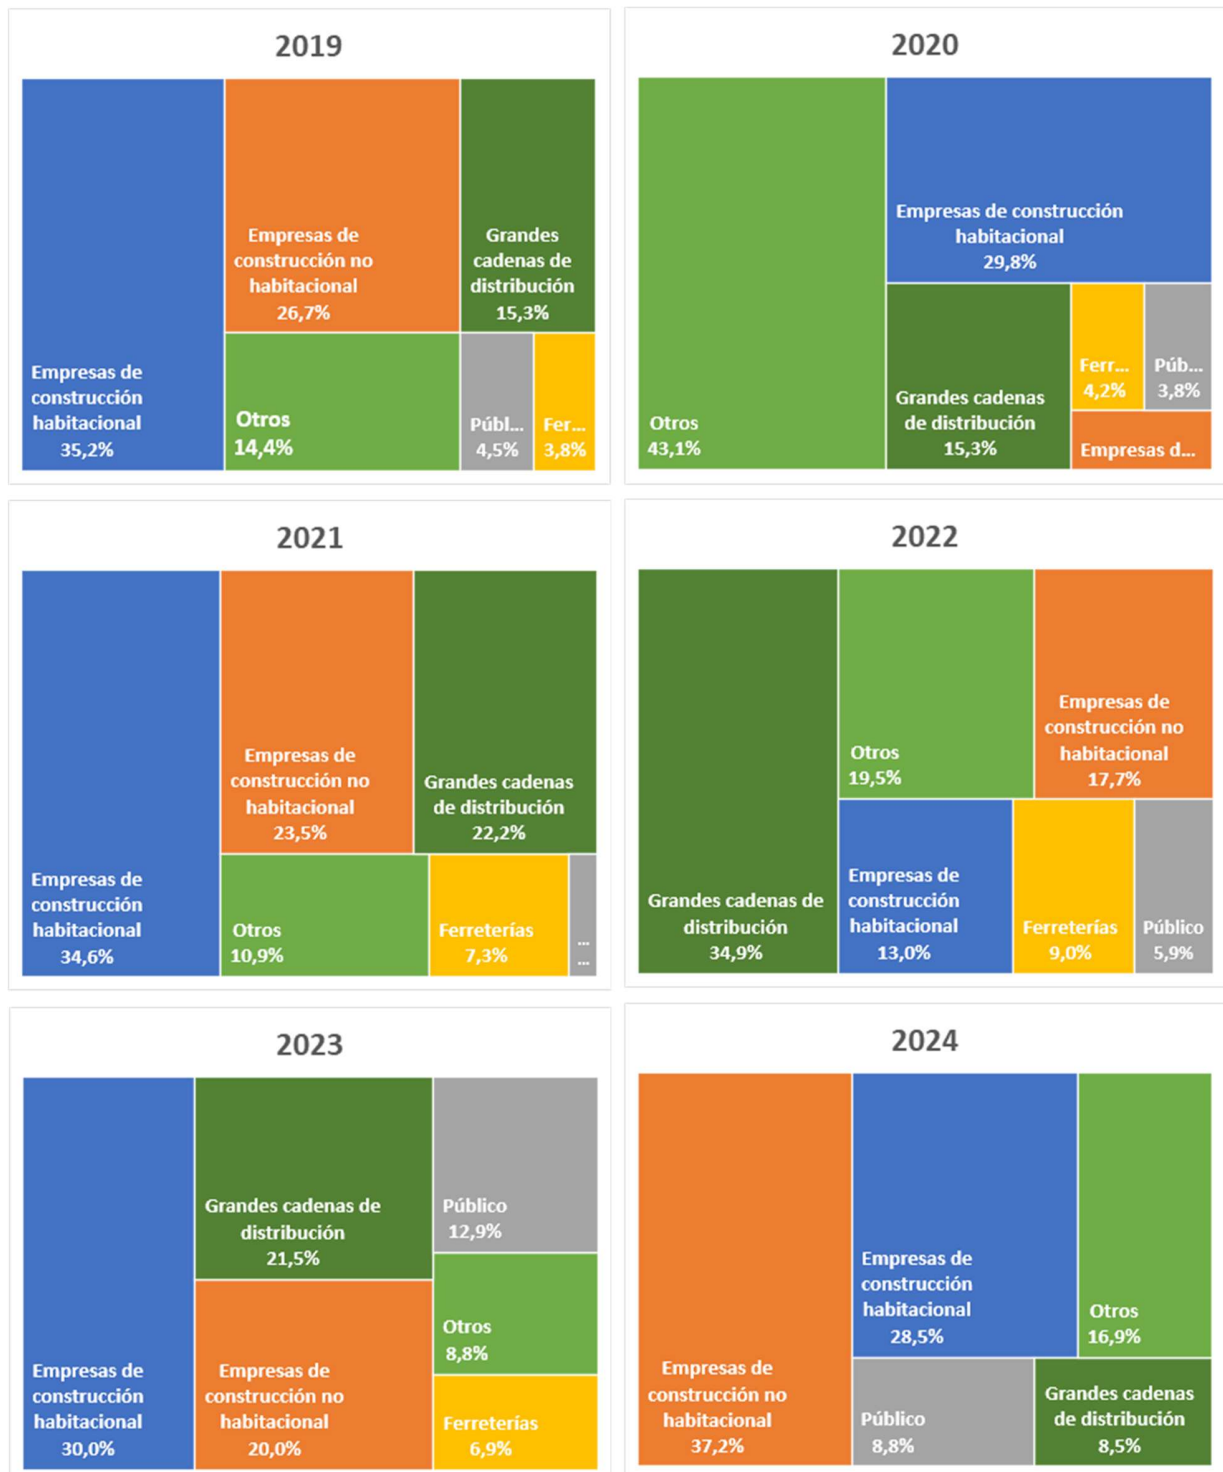 2019
Empresas de
construcción
habitacional
35,2%
Empresas de
construcción no
habitacional
26,7%
Grandes
cadenas de
distribución
15,3%
Otros
14,4%
Públ...
4,5%
Fer...
3,8%
2020
Otros
43,1%
Empresas de construcción
habitacional
29,8%
Grandes cadenas
de distribución
15,3%
Ferr...
4,2%
Púb...
3,8%
Empresas d...
2021
Empresas de
construcción
habitacional
34,6%
Empresas de
construcción no
habitacional
23,5%
Grandes cadenas
de distribución
22,2%
Otros
10,9%
Ferreterías
7,3%
...
...
2022
Grandes cadenas de
distribución
34,9%
Otros
19,5%
Empresas de
construcción no
habitacional
17,7%
Empresas de
construcción
habitacional
13,0%
Ferreterías
9,0%
Público
5,9%
2023
Empresas de
construcción
habitacional
30,0%
Grandes cadenas de
distribución
21,5%
Empresas de
construcción no
habitacional
20,0%
Público
12,9%
Otros
8,8%
Ferreterías
6,9%
2024
Empresas de
construcción no
habitacional
37,2%
Empresas de
construcción
habitacional
28,5%
Otros
16,9%
Público
8,8%
Grandes cadenas
de distribución
8,5%